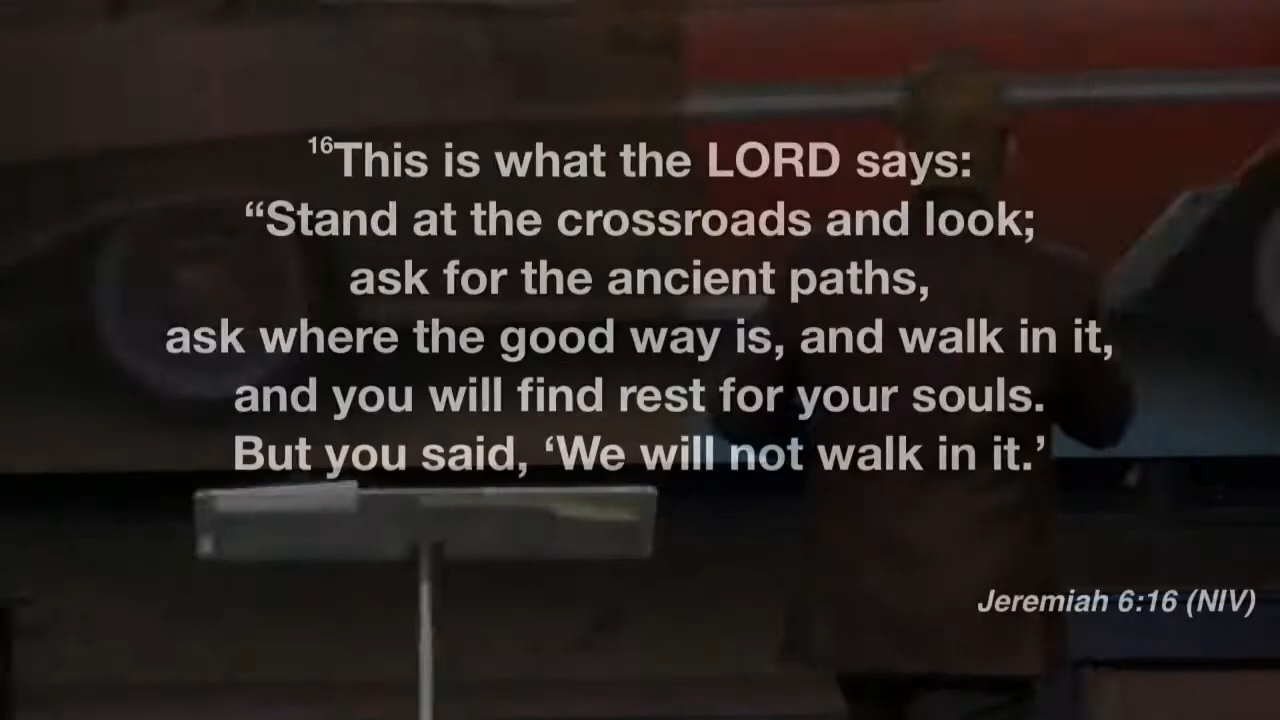 16This is what the LORD says:
“Stand at the crossroads and look;
ask for the ancient paths,
ask where the good way is, and walk in it,
and you will find rest for your souls.
But you said, ‘We will not walk in it.’
Jeremiah 6:16 (NIV)